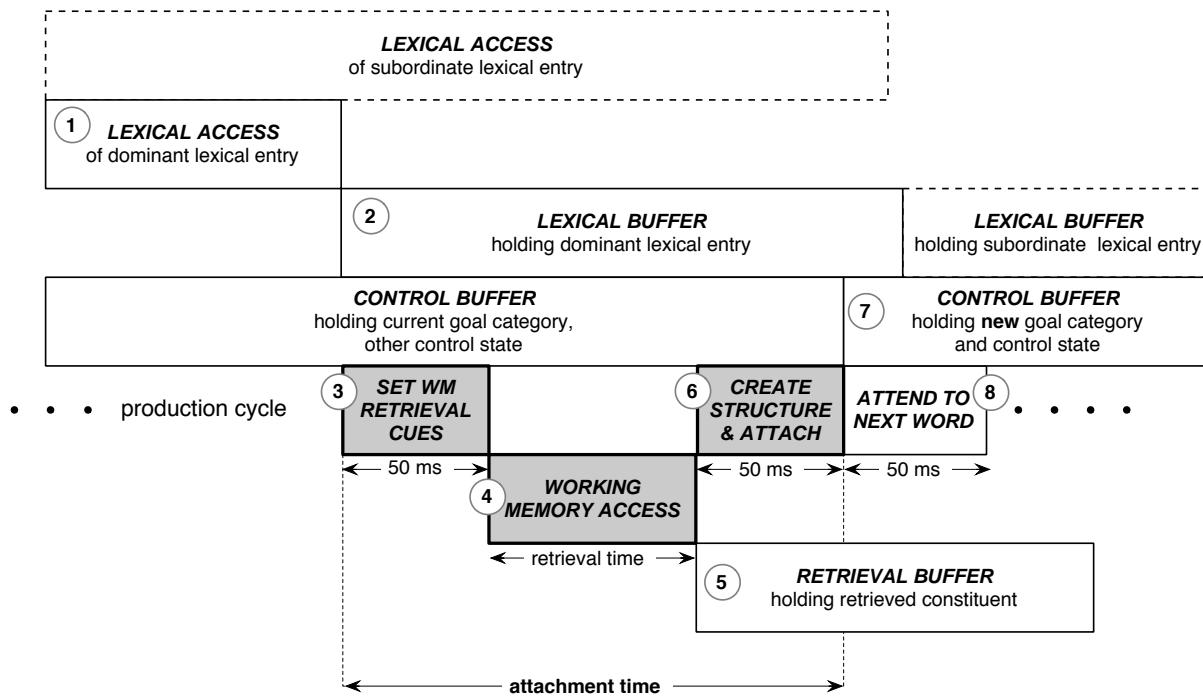 LEXICAL ACCESS
of subordinate lexical entry
1
LEXICAL ACCESS
of dominant lexical entry
2
LEXICAL BUFFER
holding dominant lexical entry
LEXICAL BUFFER
holding subordinate lexical entry
CONTROL BUFFER
holding current goal category,
other control state
7
CONTROL BUFFER
holding new goal category
and control state
• • • production cycle
3
SET WM
RETRIEVAL
CUES
6
CREATE
STRUCTURE
& ATTACH
ATTEND TO
NEXT WORD
8
• • • •
50 ms
50 ms
50 ms
4
WORKING
MEMORY ACCESS
retrieval time
5
RETRIEVAL BUFFER
holding retrieved constituent
attachment time